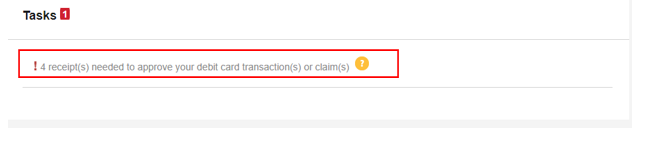 Tasks 1
! 4 receipt(s) needed to approve your debit card transaction(s) or claim(s) ?